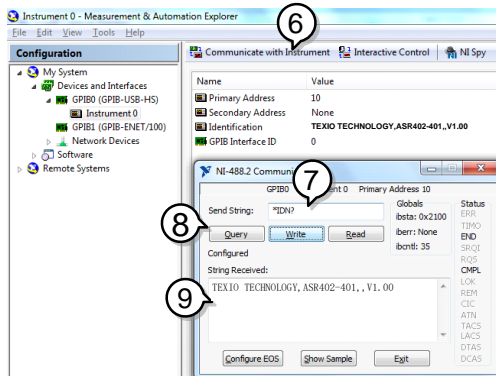 Instrument 0 - Measurement & Automation Explorer
File Edit View Tools Help
6
Configuration
Communicate with Instrument Interactive Control NI Spy
My System
Devices and Interfaces
GPIB0 (GPIB-USB-HS)
Instrument 0
GPIB1 (GPIB-ENET/100)
Network Devices
Software
Remote Systems
Name Value
Primary Address 10
Secondary Address None
Identification TEXIO TECHNOLOGY,ASR402-401,,V1.00
GPIB Interface ID 0
NI-488.2
7
GPIB0 0 Primary Address 10
Send String: *IDN?
8
Query Write Read
Configured
String Received:
9
TEXIO TECHNOLOGY,ASR402-401,,V1.00
Configure EOS Show Sample Exit
Globals
ibsta: 0x2100
iberr: None
ibcntl: 35
Status
ERR
TIMO
END
SRQI
RQS
CMPL
LOK
REM
CIC
ATN
TACS
LACS
DTAS
DCAS